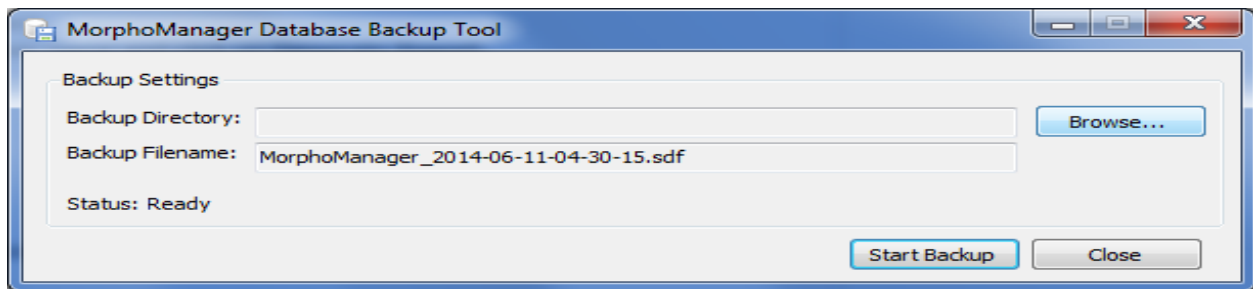 MorphoManager Database Backup Tool
Backup Settings
Backup Directory:
Browse...
Backup Filename: MorphoManager_2014-06-11-04-30-15.sdf
Status: Ready
Start Backup Close